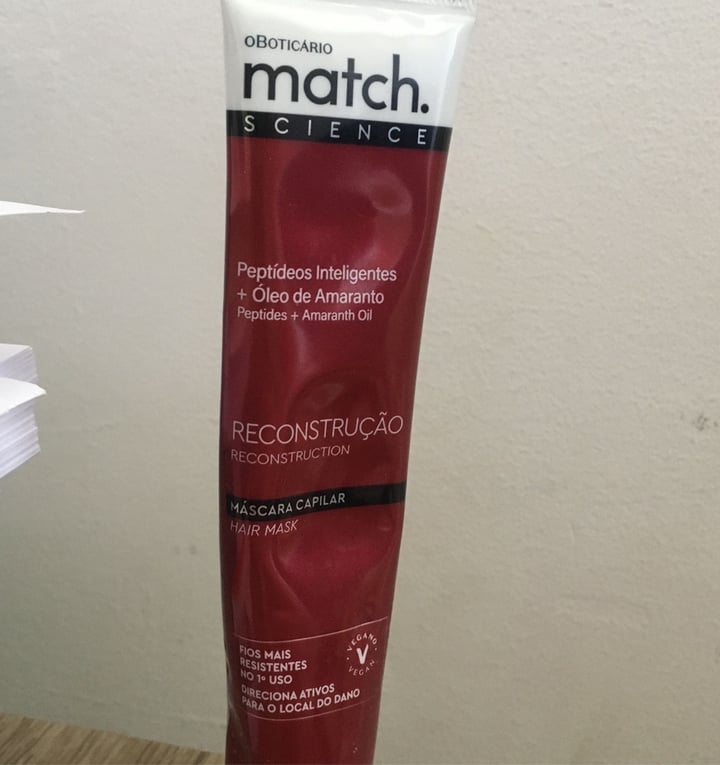 oBOTICÁRIO
match.
SCIENCE
Peptídeos Inteligentes
+ Óleo de Amaranto
Peptides + Amaranth Oil
RECONSTRUÇÃO
RECONSTRUCTION
MÁSCARA CAPILAR
HAIR MASK
FIOS MAIS
RESISTENTES
NO 1º USO
DIRECIONA ATIVOS
PARA O LOCAL DO DANO
VEGANO
V
VEGAN